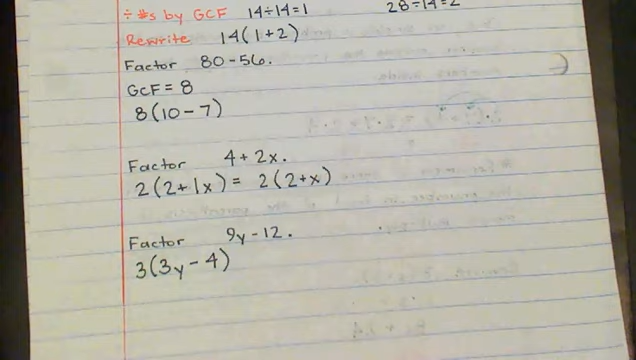 ÷ #s by GCF 14÷14=1 28÷14=2
Rewrite 14(1+2)
Factor 80-56.
GCF = 8
8(10-7)
Factor 4+2x.
2(2+1x) = 2(2+x)
Factor 9y-12.
3(3y-4)